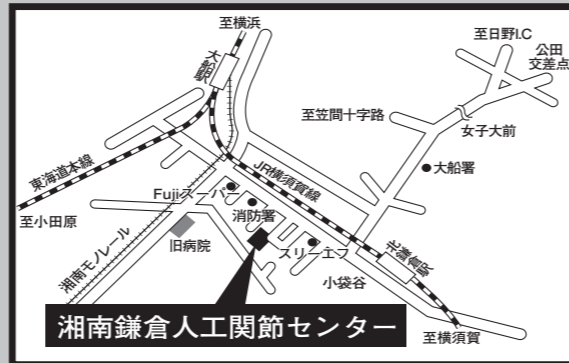 至横浜
至日野I.C
公田
交差点
大船駅
至笠間十字路
女子大前
大船署
東海道本線
JR横須賀線
Fujiスーパー
消防署
至小田原
北鎌倉駅
旧病院
スリーエフ
湘南モノレール
小袋谷
湘南鎌倉人工関節センター
至横須賀